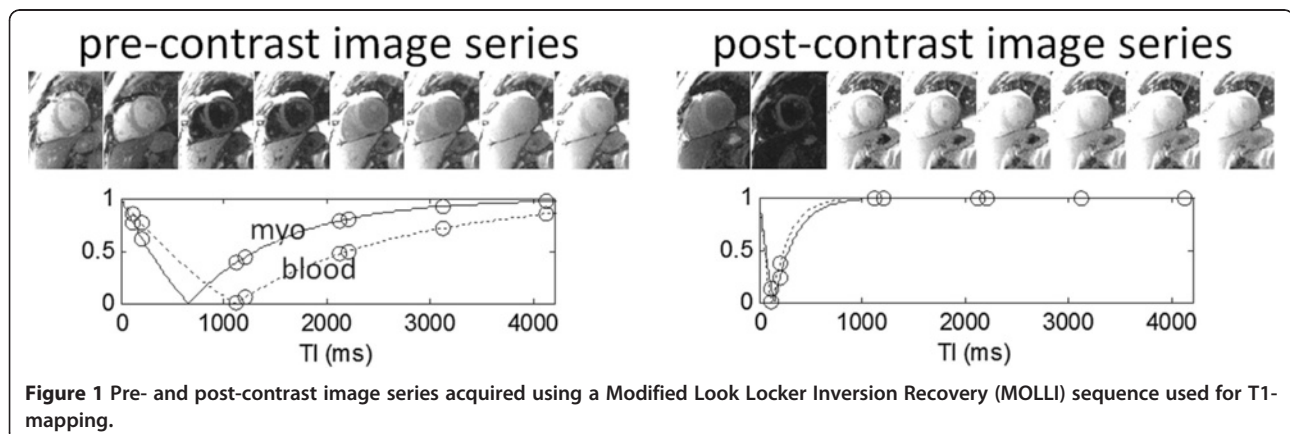 pre-contrast image series
post-contrast image series
1
0.5
0
myo
blood
0 1000 2000 3000 4000
TI (ms)
1
0.5
0
0 1000 2000 3000 4000
TI (ms)
Figure 1 Pre- and post-contrast image series acquired using a Modified Look Locker Inversion Recovery (MOLLI) sequence used for T1-
mapping.